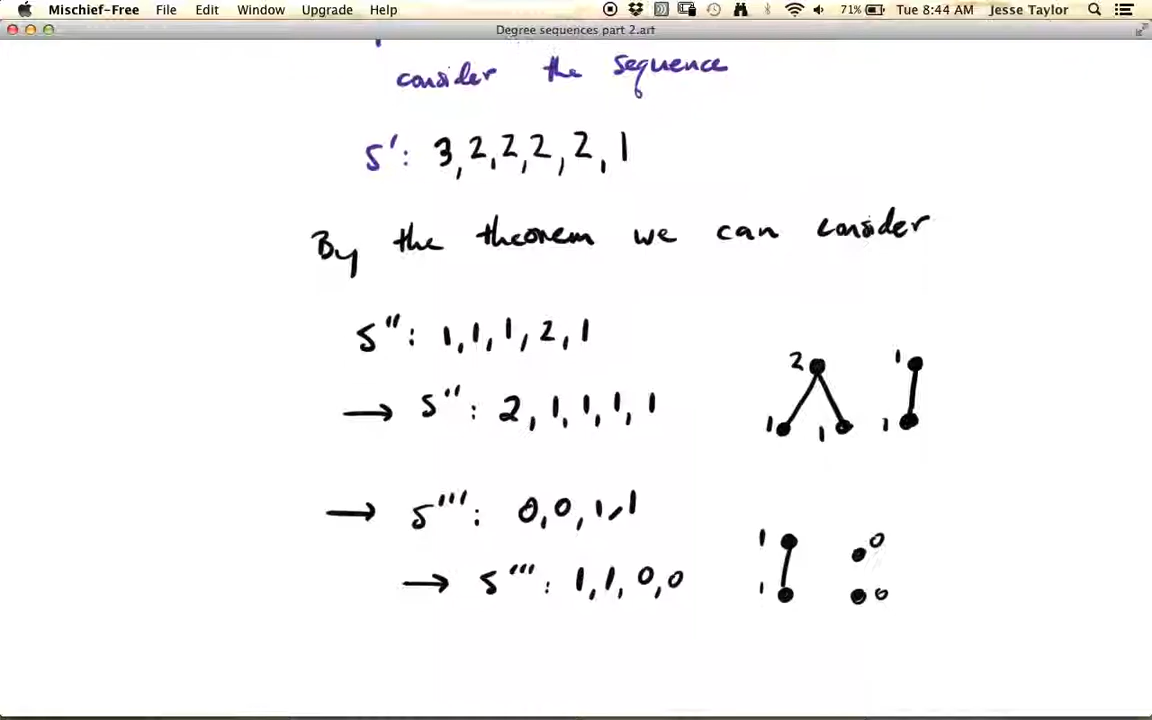 Mischief-Free File Edit Window Upgrade Help 71% Tue 8:44 AM Jesse Taylor
Degree sequences part 2.art
consider the sequence
S': 3,2,2,2,2,1
By the theorem we can consider
S'': 1,1,1,2,1
→ S'': 2,1,1,1,1
2 1
1 1 1
→ S''': 0,0,1,1
→ S''': 1,1,0,0
1 0
1 0